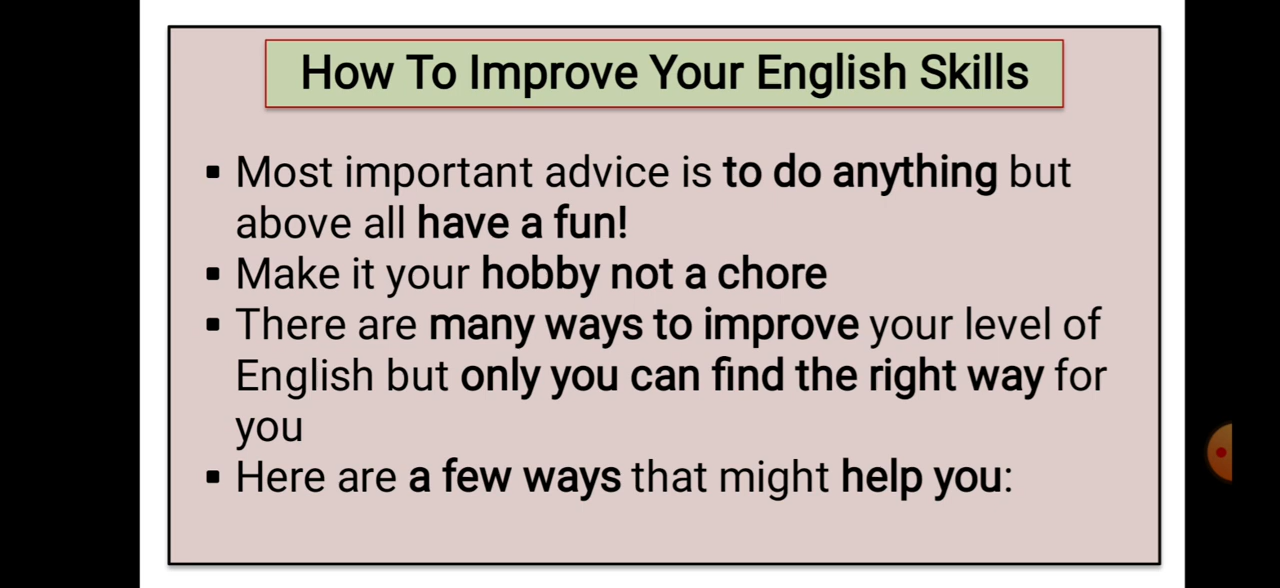 How To Improve Your English Skills
▪ Most important advice is to do anything but
above all have a fun!
▪ Make it your hobby not a chore
▪ There are many ways to improve your level of
English but only you can find the right way for
you
▪ Here are a few ways that might help you: